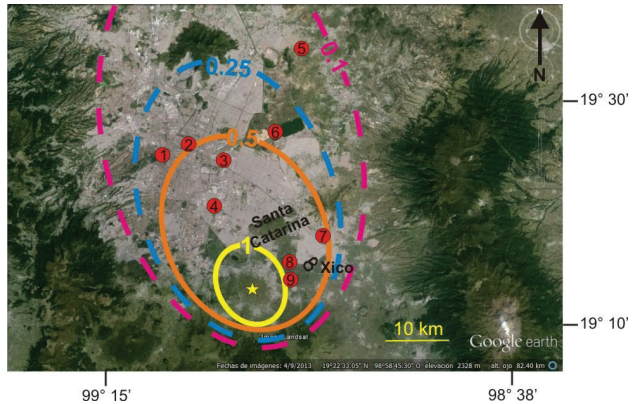 0.25
0.1
N
19° 30'
5
6
0.5
2
1
3
4
Santa
Catarina
7
1
8
Xico
9
10 km
Google earth
19° 10'
Fechas de imágenes: 4/9/2013 19°22'33.05" N 98°58'45.30" O elevación 2328 m alt. ojo 82.40 km
99° 15'
98° 38'